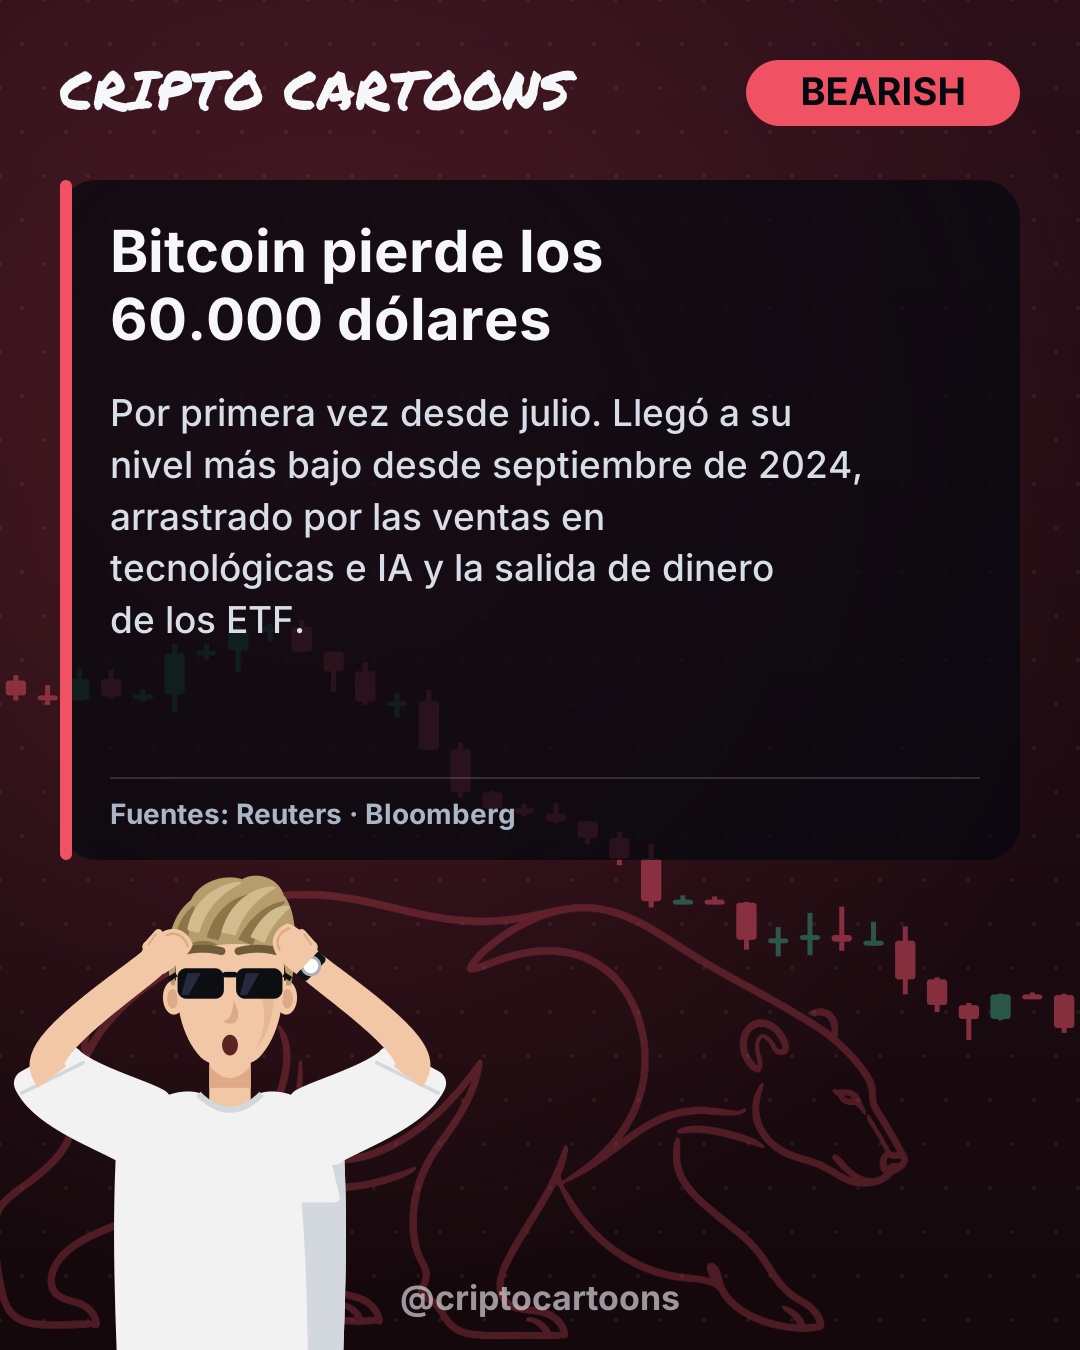 CRIPTO CARTOONS
BEARISH
Bitcoin pierde los
60.000 dólares
Por primera vez desde julio. Llegó a su
nivel más bajo desde septiembre de 2024,
arrastrado por las ventas en
tecnológicas e IA y la salida de dinero
de los ETF.
Fuentes: Reuters · Bloomberg
@criptocartoons